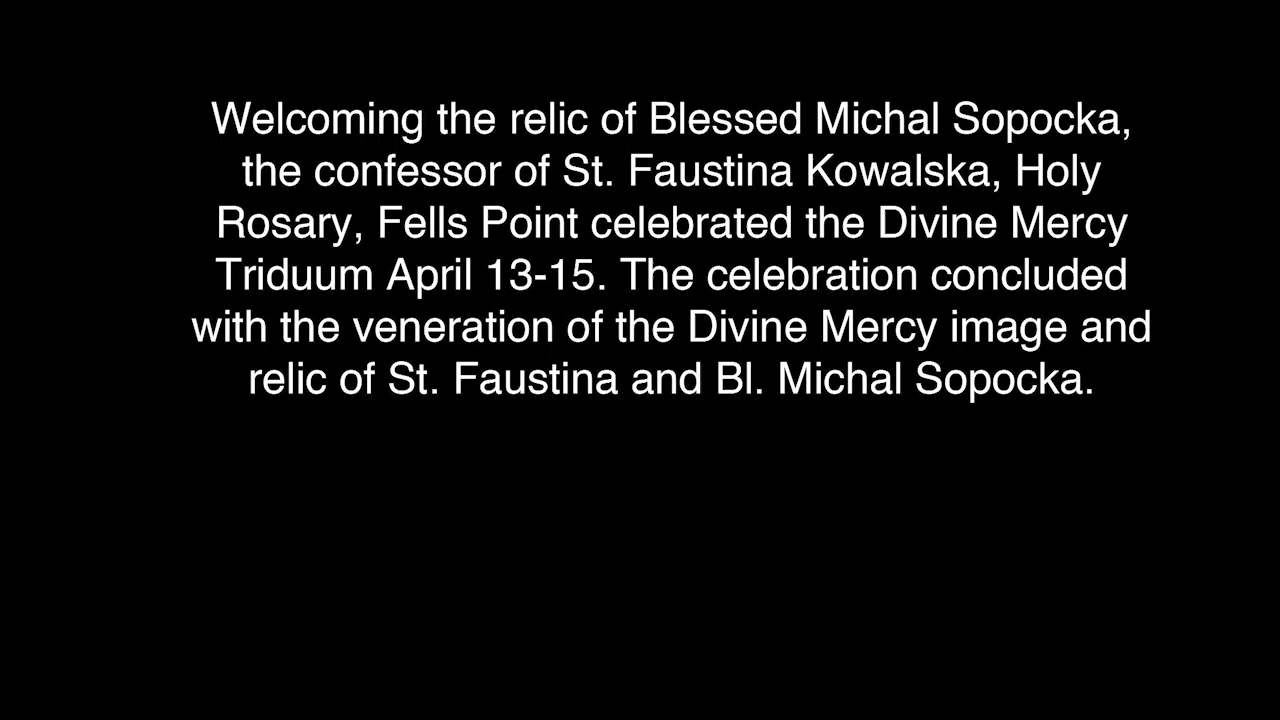 Welcoming the relic of Blessed Michal Sopocka,
the confessor of St. Faustina Kowalska, Holy
Rosary, Fells Point celebrated the Divine Mercy
Triduum April 13-15. The celebration concluded
with the veneration of the Divine Mercy image and
relic of St. Faustina and Bl. Michal Sopocka.